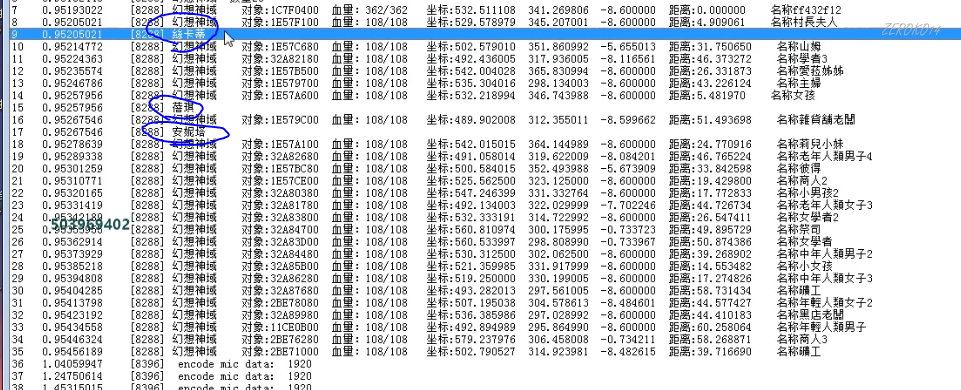 7 0.95193022 [8288] 幻想神域 对象:1C7F0400 血量: 362/362 坐标:532.511108 341.269806 -8.600000 距离:0.000000 名称ff432f12
8 0.95205021 [8288] 幻想神域 对象:1E57F100 血量: 108/108 坐标:529.578979 345.207001 -8.600000 距离:4.909061 名称村長夫人
9 0.95205021 [8288] 絲卡蒂
10 0.95214772 [8288] 幻想神域 对象:1E57C680 血量: 108/108 坐标:502.579010 351.860992 -5.655013 距离:31.750650 名称山姆
11 0.95224363 [8288] 幻想神域 对象:32A82180 血量: 108/108 坐标:492.436005 317.936005 -8.116561 距离:46.373272 名称學者3
12 0.95235574 [8288] 幻想神域 对象:1E57B500 血量: 108/108 坐标:542.004028 365.830994 -8.600000 距离:26.331873 名称愛菈姊姊
13 0.95246786 [8288] 幻想神域 对象:1E579700 血量: 108/108 坐标:535.304016 298.134003 -8.600000 距离:43.226124 名称主婦
14 0.95257956 [8288] 幻想神域 对象:1E57A600 血量: 108/108 坐标:532.218994 346.743988 -8.600000 距离:5.481970 名称女孩
15 0.95257956 [8288] 蓓琪
16 0.95267546 [8288] 幻想神域 对象:1E579C00 血量: 108/108 坐标:489.902008 312.355011 -8.599662 距离:51.493698 名称雜貨舖老闆
17 0.95267546 [8288] 安妮塔
18 0.95278639 [8288] 幻想神域 对象:1E57A100 血量: 108/108 坐标:542.015015 364.144989 -8.600000 距离:24.770916 名称莉兒小妹
19 0.95289338 [8288] 幻想神域 对象:32A82680 血量: 108/108 坐标:491.058014 319.622009 -8.084201 距离:46.765224 名称老年人類男子4
20 0.95301259 [8288] 幻想神域 对象:1E57BC80 血量: 108/108 坐标:500.584015 352.492988 -5.673909 距离:33.842598 名称彼得
21 0.95310771 [8288] 幻想神域 对象:1E57CE00 血量: 108/108 坐标:525.562500 323.125000 -8.600000 距离:19.429800 名称商人2
22 0.95320165 [8288] 幻想神域 对象:32A80380 血量: 108/108 坐标:547.246399 331.332764 -8.600000 距离:17.772833 名称小男孩2
23 0.95331419 [8288] 幻想神域 对象:32A81780 血量: 108/108 坐标:492.134003 322.029999 -7.702246 距离:44.726734 名称老年人類女子3
24 0.95342189 [8288] 幻想神域 对象:32A83800 血量: 108/108 坐标:532.333191 314.722992 -8.600000 距离:26.547411 名称女學者2
25 [8288] 幻想神域 对象:32A84700 血量: 108/108 坐标:560.810974 300.175995 -0.733723 距离:49.895729 名称祭司
26 0.95362914 [8288] 幻想神域 对象:32A83D00 血量: 108/108 坐标:560.533997 298.808990 -0.733967 距离:50.874386 名称女學者
27 0.95373929 [8288] 幻想神域 对象:32A84480 血量: 108/108 坐标:530.312500 302.062500 -8.600000 距离:39.268902 名称中年人類男子2
28 0.95385218 [8288] 幻想神域 对象:32A85B00 血量: 108/108 坐标:521.359985 331.917999 -8.600000 距离:14.553482 名称小女孩
29 0.95394808 [8288] 幻想神域 对象:32A86280 血量: 108/108 坐标:519.250000 330.199005 -8.600000 距离:17.274826 名称中年人類女子3
30 0.95404285 [8288] 幻想神域 对象:32A87680 血量: 108/108 坐标:493.282013 297.561005 -8.600000 距离:58.731434 名称礦工
31 0.95413798 [8288] 幻想神域 对象:2BE78080 血量: 108/108 坐标:507.195038 304.578613 -8.484601 距离:44.577427 名称年輕人類女子2
32 0.95423192 [8288] 幻想神域 对象:32A89980 血量: 108/108 坐标:536.385986 297.028992 -8.600000 距离:44.410183 名称黑店老闆
33 0.95434558 [8288] 幻想神域 对象:11CE0B00 血量: 108/108 坐标:492.894989 295.864990 -8.600000 距离:60.258064 名称年輕人類男子
34 0.95446344 [8288] 幻想神域 对象:2BE76280 血量: 108/108 坐标:579.237976 306.458008 -0.734211 距离:58.268871 名称商人3
35 0.95456189 [8288] 幻想神域 对象:2BE71000 血量: 108/108 坐标:502.790527 314.923981 -8.482615 距离:39.716690 名称礦工
36 1.04059947 [8396] encode mic data: 1920
37 1.24750614 [8396] encode mic data: 1920
38 1.45315015 [8396] encode mic data: 1920
503969402
ZEROKD14